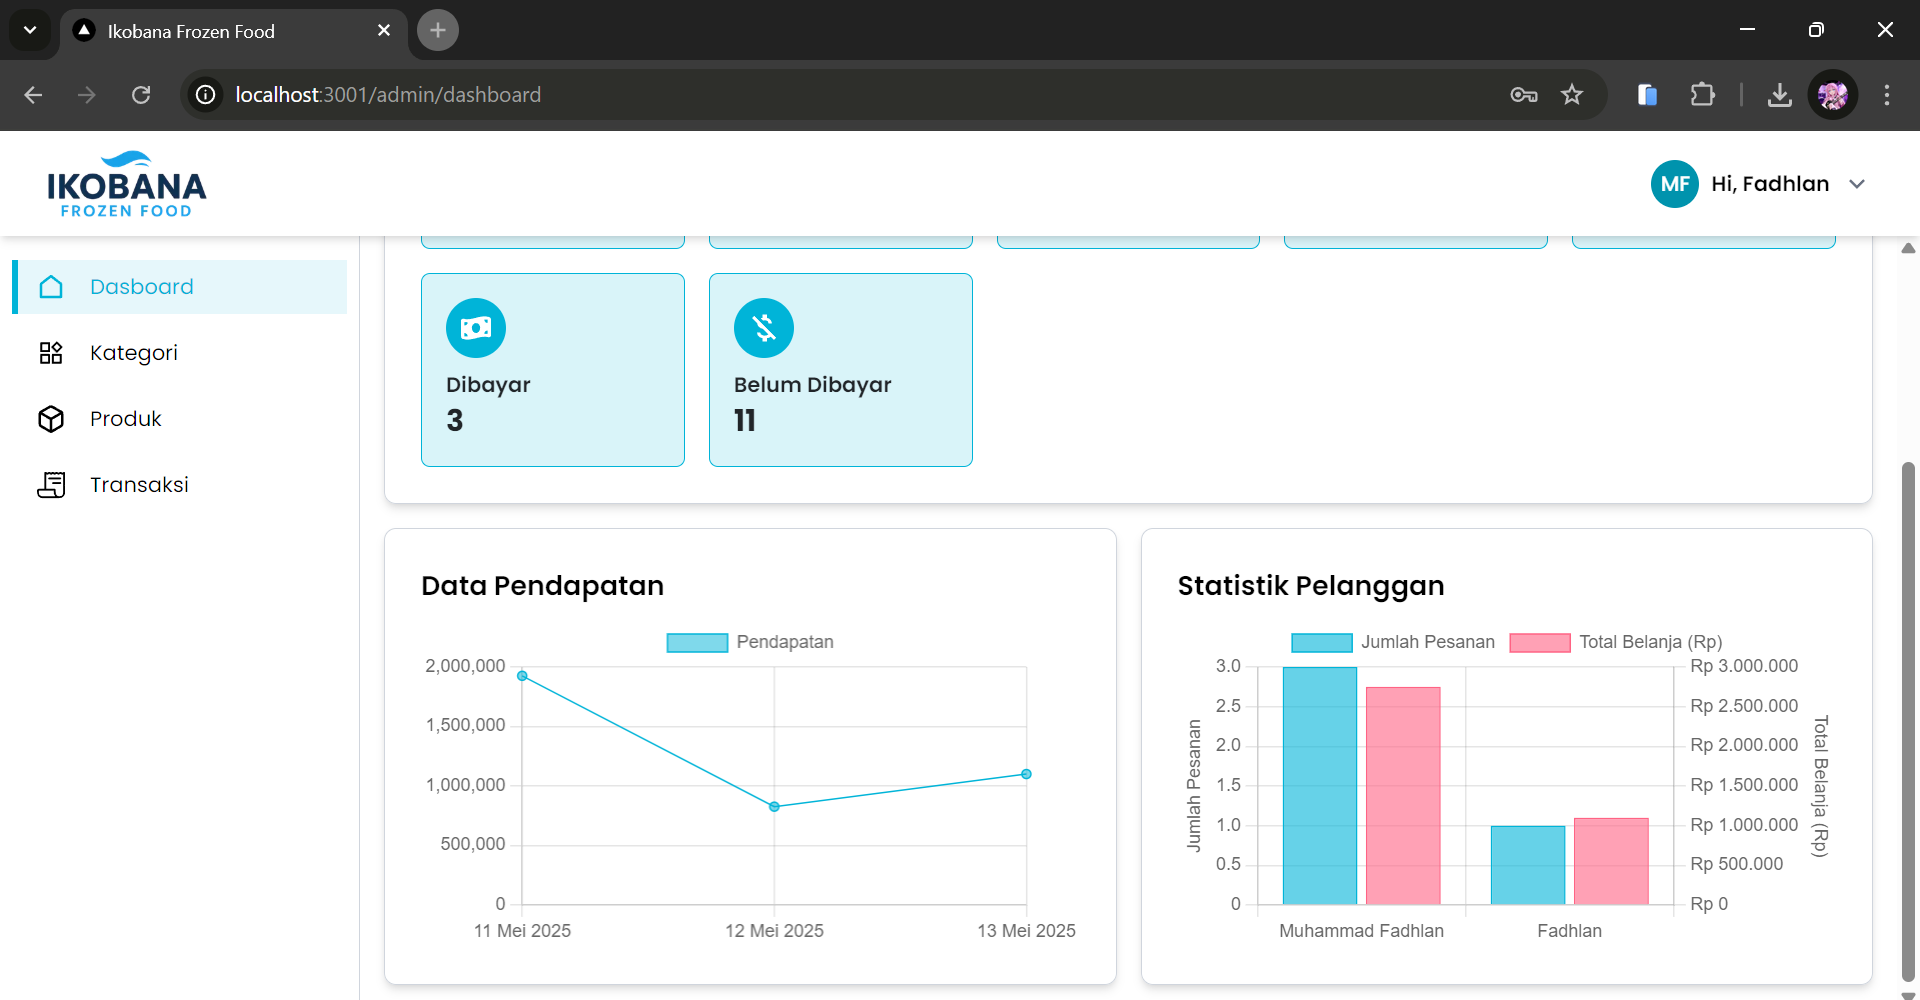 Ikobana Frozen Food
localhost:3001/admin/dashboard
IKOBANA
FROZEN FOOD
MF Hi, Fadhlan
Dasboard
Kategori
Produk
Transaksi
Dibayar
3
Belum Dibayar
11
Data Pendapatan
Pendapatan
2,000,000
1,500,000
1,000,000
500,000
0
11 Mei 2025 12 Mei 2025 13 Mei 2025
Statistik Pelanggan
Jumlah Pesanan Total Belanja (Rp)
Jumlah Pesanan
3.0
2.5
2.0
1.5
1.0
0.5
0
Rp 3.000.000
Rp 2.500.000
Rp 2.000.000
Rp 1.500.000
Rp 1.000.000
Rp 500.000
Rp 0
Total Belanja (Rp)
Muhammad Fadhlan Fadhlan